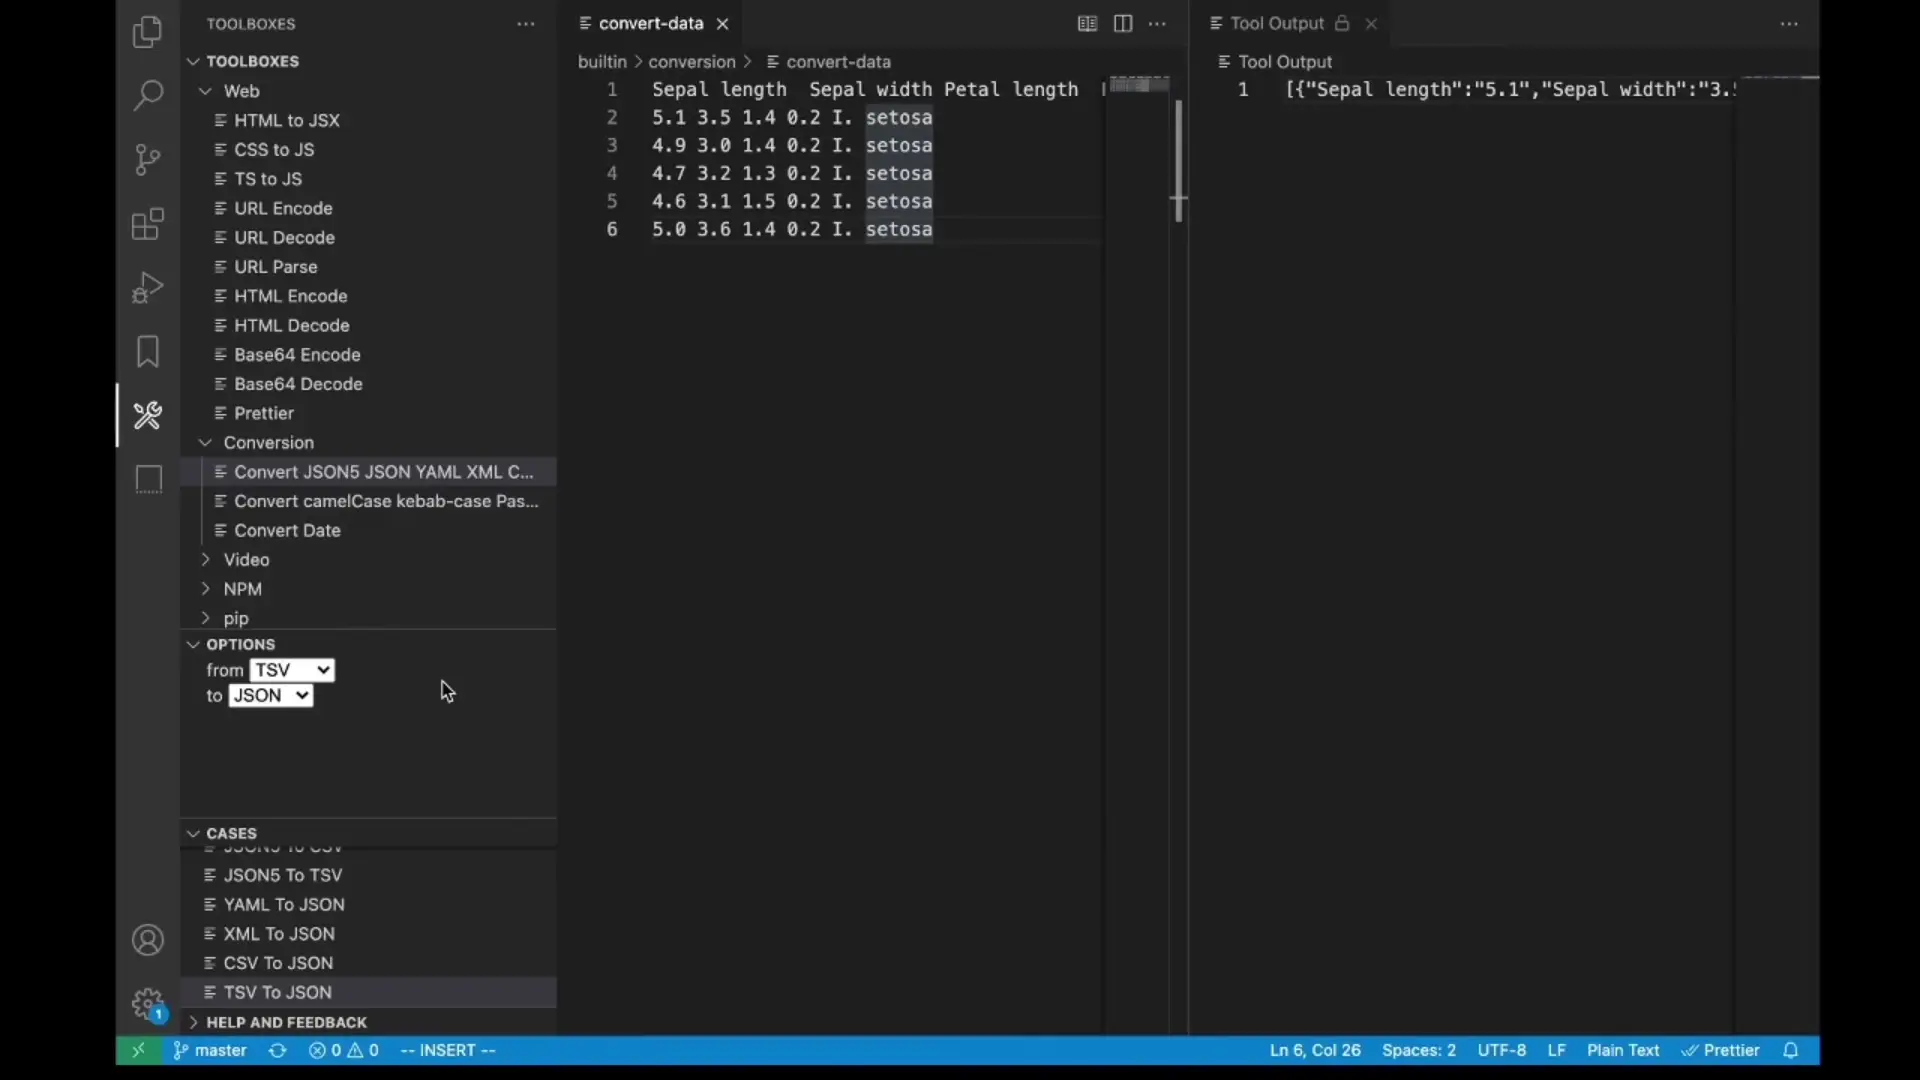 TOOLBOXES
TOOLBOXES
Web
HTML to JSX
CSS to JS
TS to JS
URL Encode
URL Decode
URL Parse
HTML Encode
HTML Decode
Base64 Encode
Base64 Decode
Prettier
Conversion
Convert JSON5 JSON YAML XML C...
Convert camelCase kebab-case Pas...
Convert Date
Video
NPM
pip
OPTIONS
from TSV
to JSON
CASES
JSON5 To CSV
JSON5 To TSV
YAML To JSON
XML To JSON
CSV To JSON
TSV To JSON
HELP AND FEEDBACK
1
convert-data
builtin > conversion > convert-data
1 Sepal length Sepal width Petal length
2 5.1 3.5 1.4 0.2 I. setosa
3 4.9 3.0 1.4 0.2 I. setosa
4 4.7 3.2 1.3 0.2 I. setosa
5 4.6 3.1 1.5 0.2 I. setosa
6 5.0 3.6 1.4 0.2 I. setosa
Tool Output
Tool Output
1 [{"Sepal length":"5.1","Sepal width":"3.
master 0 0 -- INSERT -- Ln 6, Col 26 Spaces: 2 UTF-8 LF Plain Text Prettier